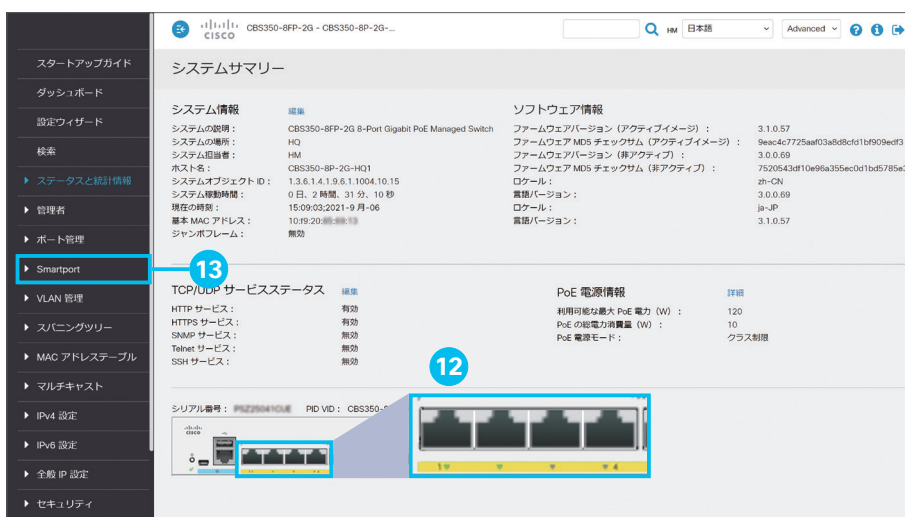 cisco CBS350-8FP-2G - CBS350-8P-2G-... HM 日本語 Advanced
スタートアップガイド
ダッシュボード
設定ウィザード
検索
ステータスと統計情報
管理者
ポート管理
Smartport
VLAN 管理
スパニングツリー
MAC アドレステーブル
マルチキャスト
IPv4 設定
IPv6 設定
全般 IP 設定
セキュリティ
13
システムサマリー
システム情報 編集
システムの説明： CBS350-8FP-2G 8-Port Gigabit PoE Managed Switch
システムの場所： HQ
システム担当者： HM
ホスト名： CBS350-8P-2G-HQ1
システムオブジェクト ID： 1.3.6.1.4.1.9.6.1.1004.10.15
システム稼動時間： 0 日、2 時間、31 分、10 秒
現在の時刻： 15:09:03;2021-9 月-06
基本 MAC アドレス： 10:f9:20:
ジャンボフレーム： 無効
ソフトウェア情報
ファームウェアバージョン（アクティブイメージ）： 3.1.0.57
ファームウェア MD5 チェックサム（アクティブイメージ）： 9eac4c7725aaf03a8d8cfd1bf909edf3
ファームウェアバージョン（非アクティブ）： 3.0.0.69
ファームウェア MD5 チェックサム（非アクティブ）： 7520543df10e96a355ec0d1bd5785e
ロケール： zh-CN
言語バージョン： 3.0.0.69
ロケール： ja-JP
言語バージョン： 3.1.0.57
TCP/UDP サービスステータス 編集
HTTP サービス： 有効
HTTPS サービス： 有効
SNMP サービス： 無効
Telnet サービス： 無効
SSH サービス： 無効
PoE 電源情報 詳細
利用可能な最大 PoE 電力（W）： 120
PoE の総電力消費量（W）： 10
PoE 電源モード： クラス制限
12
シリアル番号： PID VID： CBS350-
cisco
1 4